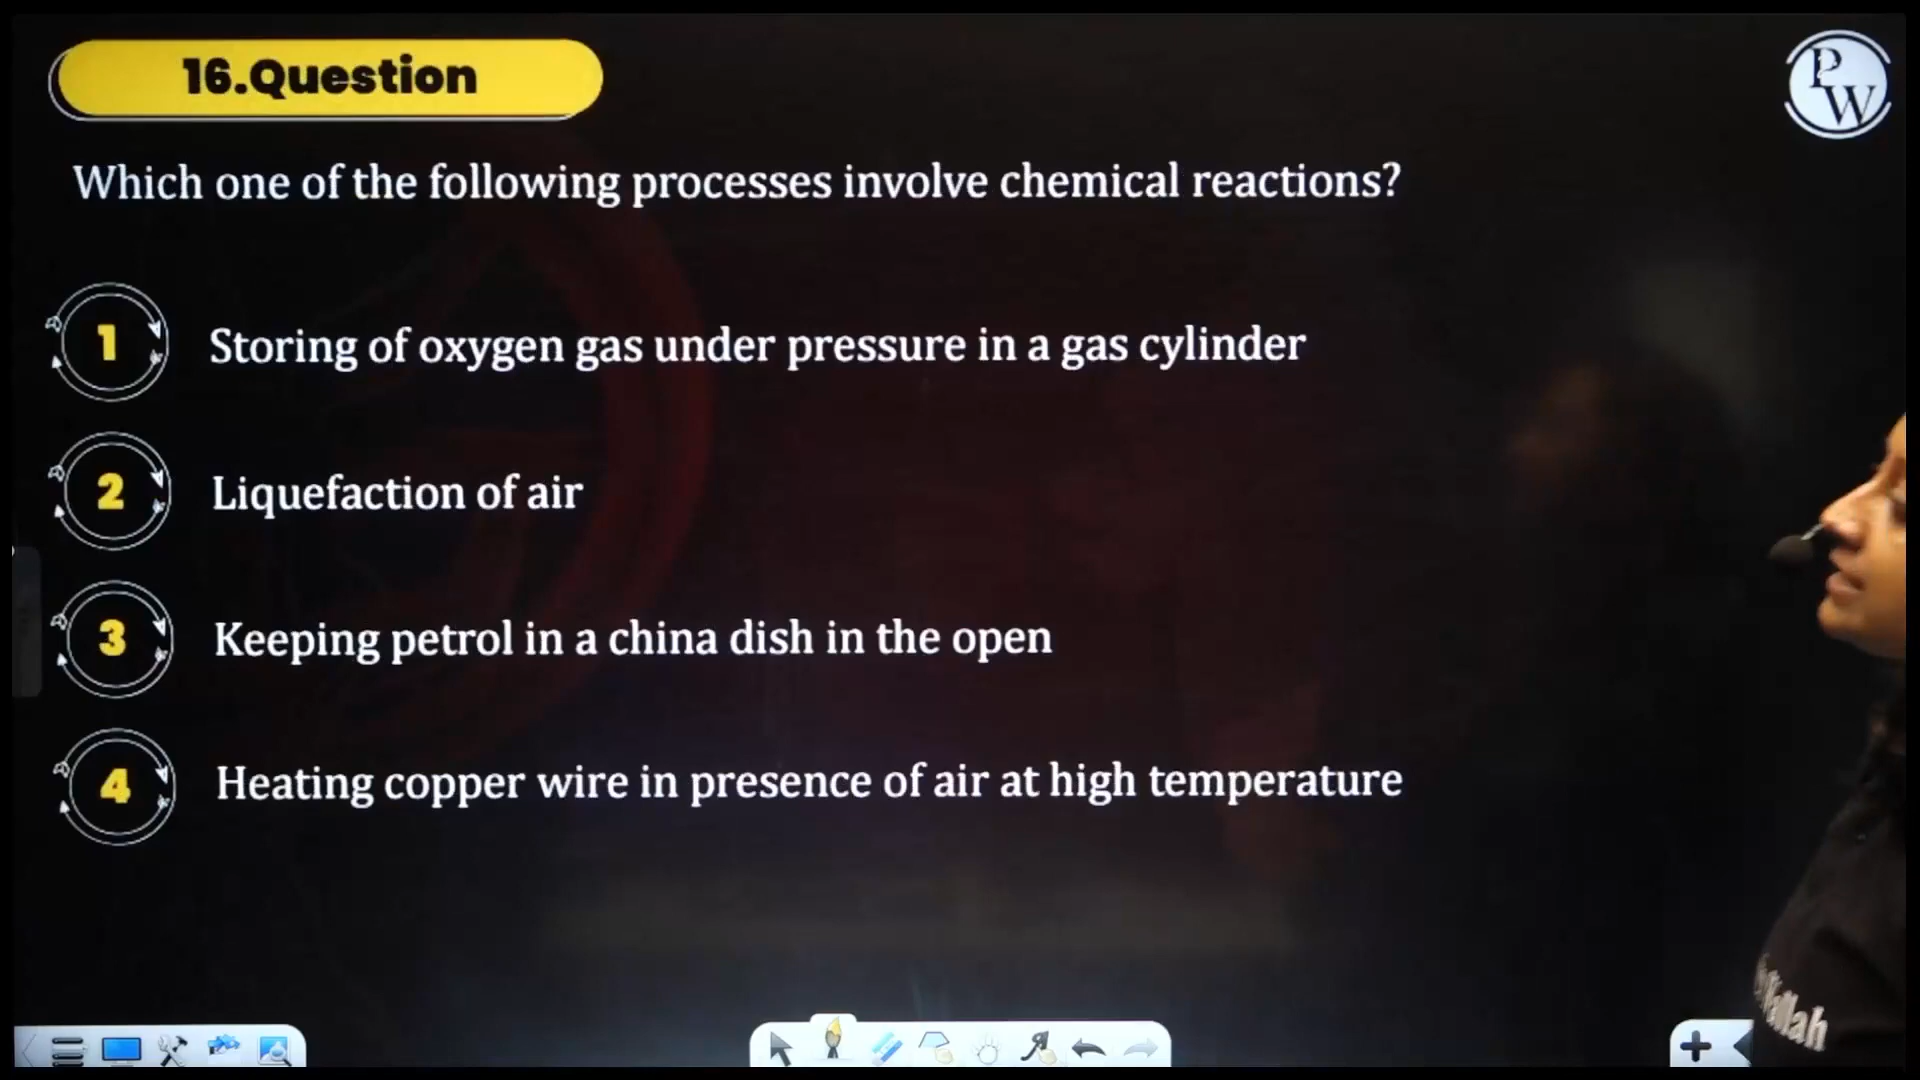 16.Question
PW
Which one of the following processes involve chemical reactions?
1 Storing of oxygen gas under pressure in a gas cylinder
2 Liquefaction of air
3 Keeping petrol in a china dish in the open
4 Heating copper wire in presence of air at high temperature